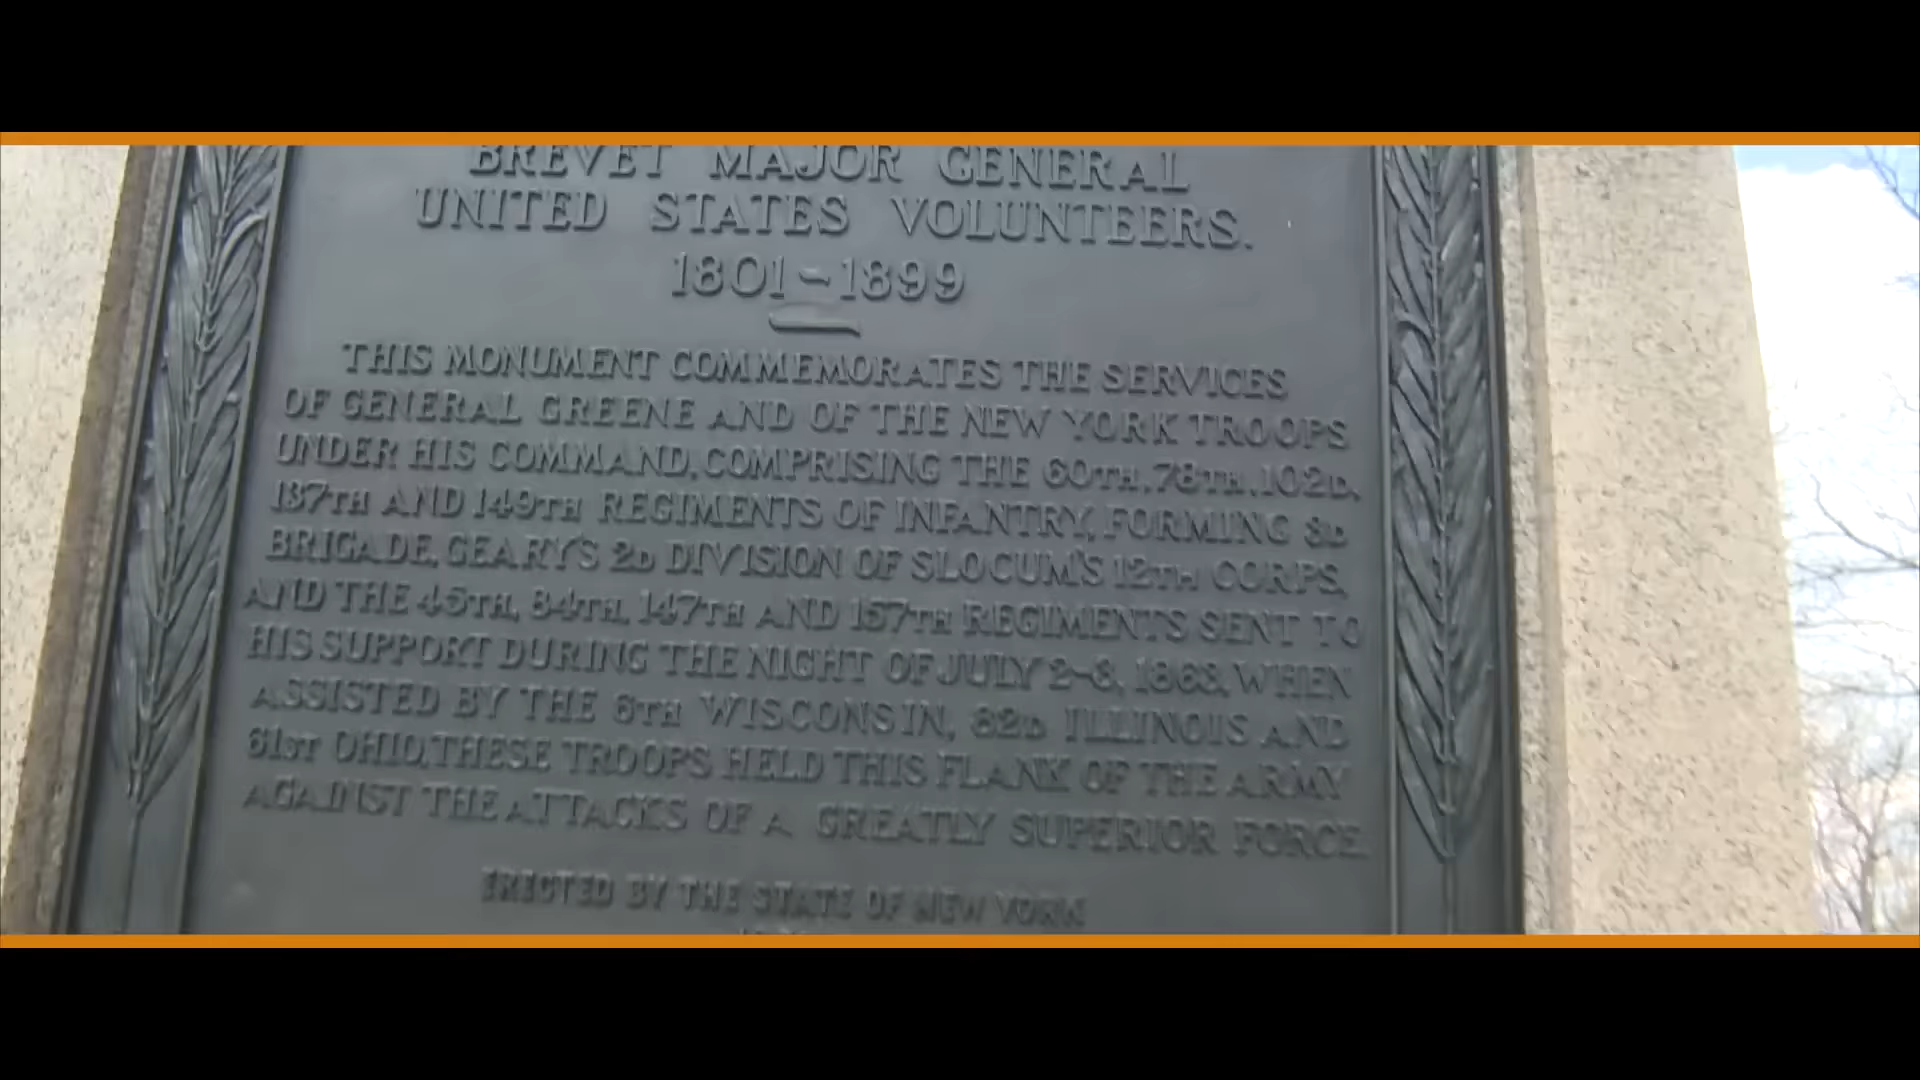 BREVET MAJOR GENERAL
UNITED STATES VOLUNTEERS.
1801-1899
THIS MONUMENT COMMEMORATES THE SERVICES
OF GENERAL GREENE AND OF THE NEW YORK TROOPS
UNDER HIS COMMAND, COMPRISING THE 60TH, 78TH, 102D,
137TH AND 149TH REGIMENTS OF INFANTRY, FORMING 3D
BRIGADE, GEARY'S 2D DIVISION OF SLOCUM'S 12TH CORPS,
AND THE 45TH, 84TH, 147TH AND 157TH REGIMENTS SENT TO
HIS SUPPORT DURING THE NIGHT OF JULY 2-3, 1863, WHEN
ASSISTED BY THE 6TH WISCONSIN, 82D ILLINOIS AND
61ST OHIO, THESE TROOPS HELD THIS FLANK OF THE ARMY
AGAINST THE ATTACKS OF A GREATLY SUPERIOR FORCE.
ERECTED BY THE STATE OF NEW YORK